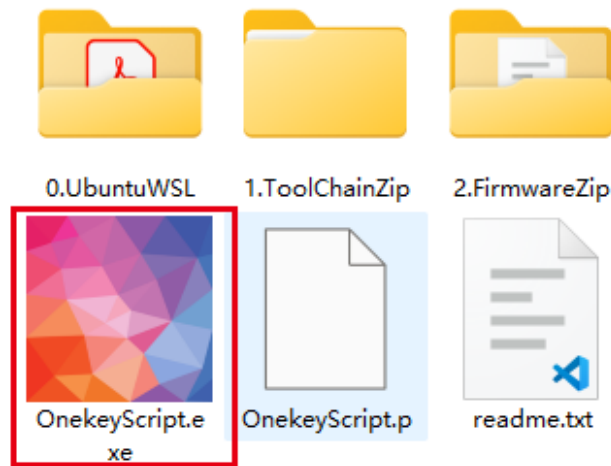 0.UbuntuWSL
1.ToolChainZip
2.FirmwareZip
OnekeyScript.e
xe
OnekeyScript.p
readme.txt